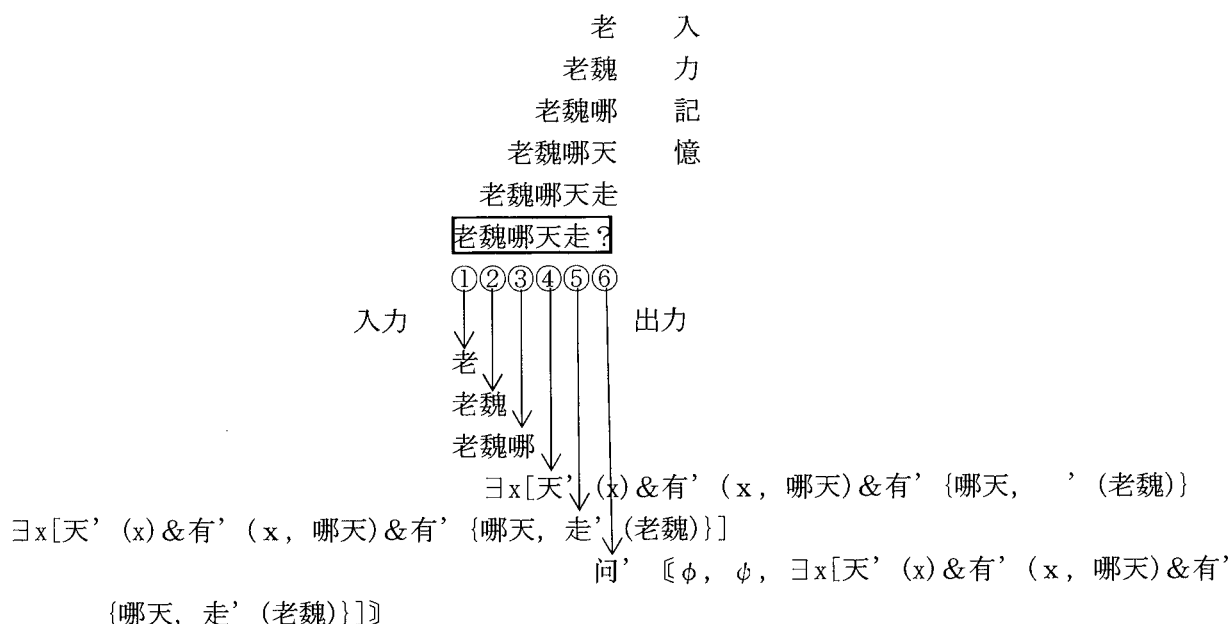 老 入
老魏 力
老魏哪 記
老魏哪天 憶
老魏哪天走
老魏哪天走?
①②③④⑤⑥
入力 出力
老
老魏
老魏哪
∃x[天’(x)&有’(x, 哪天)&有’{哪天, ’(老魏)}
∃x[天’(x)&有’(x, 哪天)&有’{哪天, 走’(老魏)}]
问’〔φ, ψ, ∃x[天’(x)&有’(x, 哪天)&有’
{哪天, 走’(老魏)}]〕